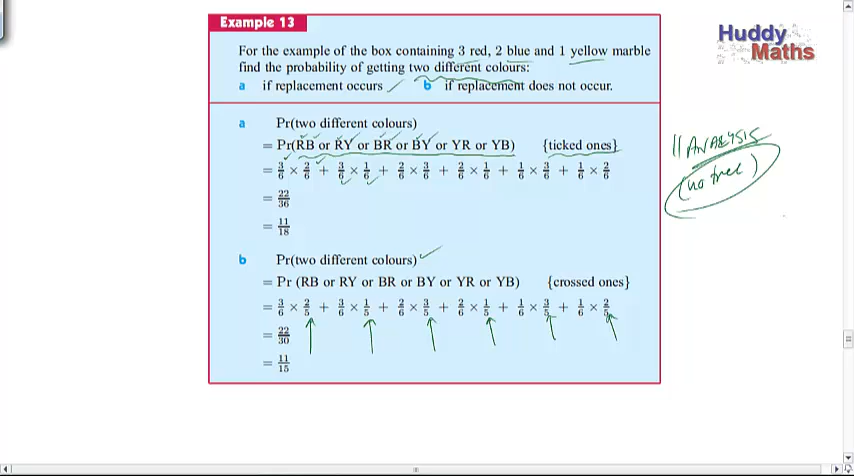 Example 13
Huddy
Maths
For the example of the box containing 3 red, 2 blue and 1 yellow marble
find the probability of getting two different colours:
a if replacement occurs b if replacement does not occur.
a Pr(two different colours)
= Pr(RB or RY or BR or BY or YR or YB) {ticked ones}
= 3/6 × 2/6 + 3/6 × 1/6 + 2/6 × 3/6 + 2/6 × 1/6 + 1/6 × 3/6 + 1/6 × 2/6
= 22/36
= 11/18
ANALYSIS
(no tree)
b Pr(two different colours)
= Pr (RB or RY or BR or BY or YR or YB) {crossed ones}
= 3/6 × 2/5 + 3/6 × 1/5 + 2/6 × 3/5 + 2/6 × 1/5 + 1/6 × 3/5 + 1/6 × 2/5
= 22/30
= 11/15